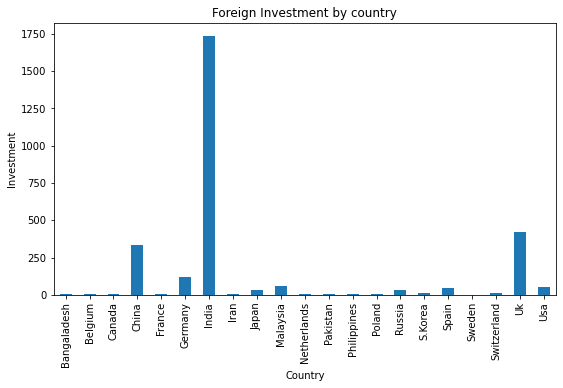 Foreign Investment by country
Investment
1750
1500
1250
1000
750
500
250
0
Bangaladesh
Belgium
Canada
China
France
Germany
India
Iran
Japan
Malaysia
Netherlands
Pakistan
Philippines
Poland
Russia
S.Korea
Spain
Sweden
Switzerland
Uk
Usa
Country